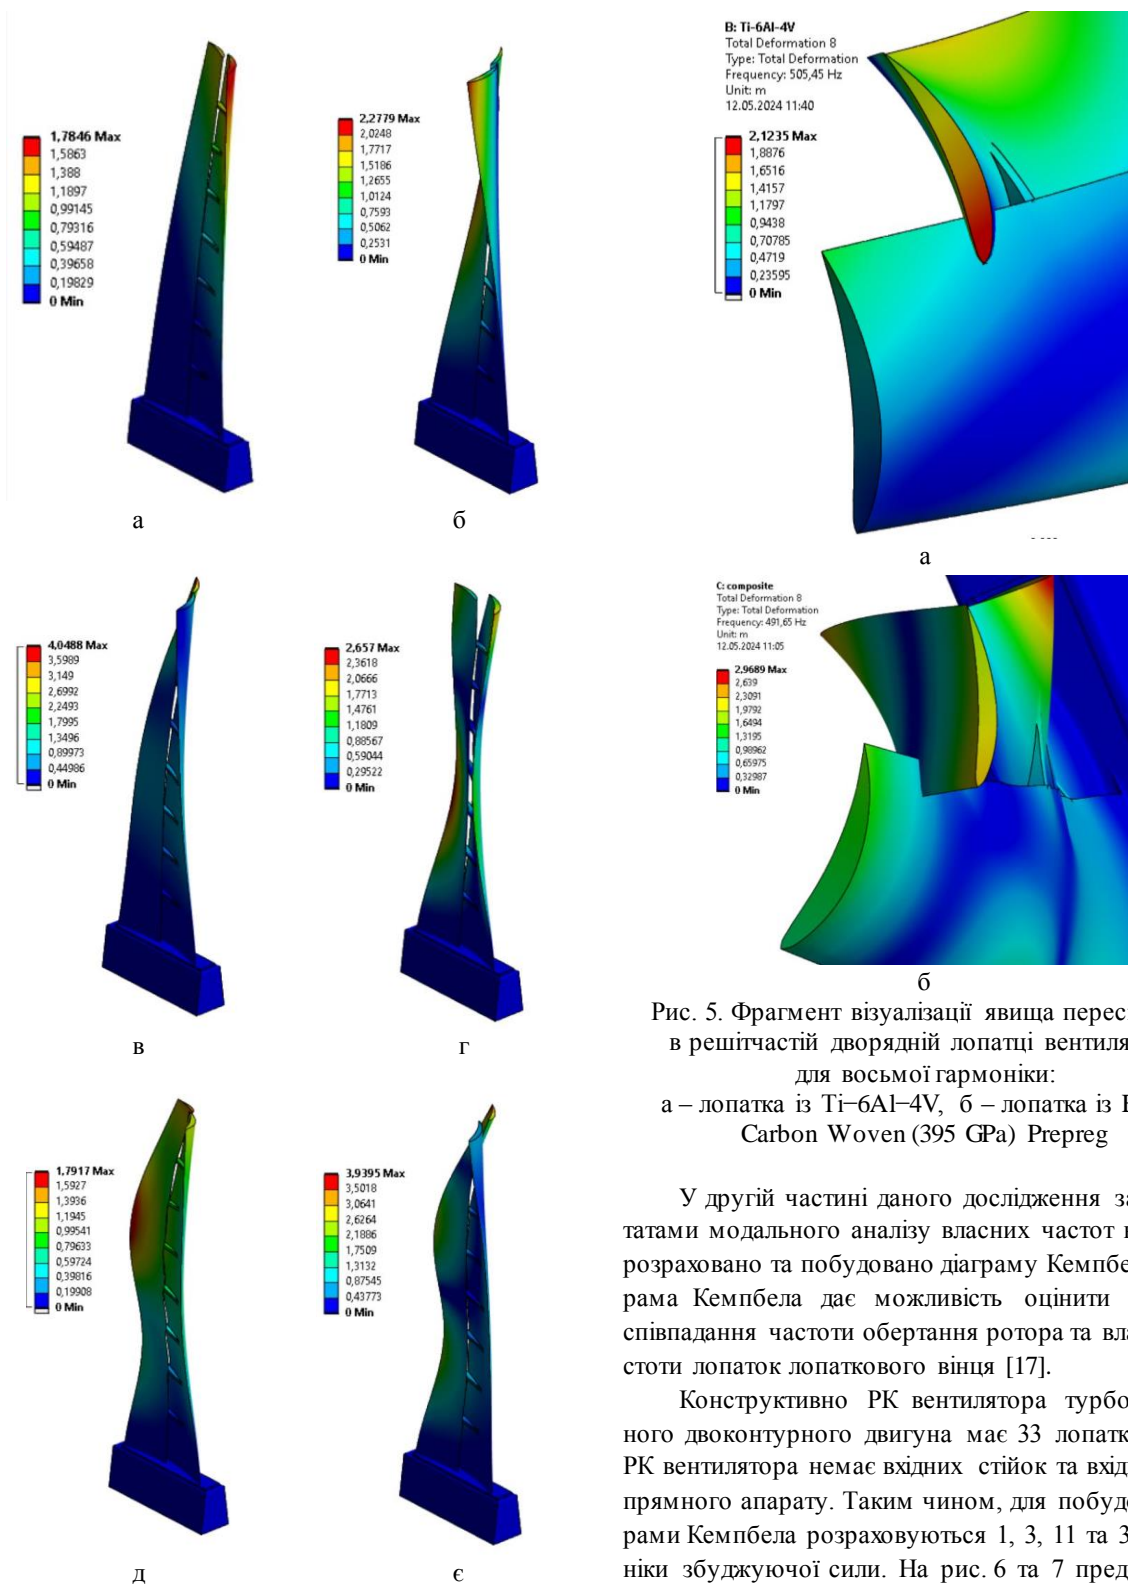 1,7846 Max
1,5863
1,388
1,1897
0,99145
0,79316
0,59487
0,39658
0,19829
0 Min
а
2,2779 Max
2,0248
1,7717
1,5186
1,2655
1,0124
0,7593
0,5062
0,2531
0 Min
б
4,0488 Max
3,5989
3,149
2,6992
2,2493
1,7995
1,3496
0,89973
0,44986
0 Min
в
2,657 Max
2,3618
2,0666
1,7713
1,4761
1,1809
0,88567
0,59044
0,29522
0 Min
г
1,7917 Max
1,5927
1,3936
1,1945
0,99541
0,79633
0,59724
0,39816
0,19908
0 Min
д
3,9395 Max
3,5018
3,0641
2,6264
2,1886
1,7509
1,3132
0,87545
0,43773
0 Min
є
B: Ti-6Al-4V
Total Deformation 8
Type: Total Deformation
Frequency: 505,45 Hz
Unit: m
12.05.2024 11:40
2,1235 Max
1,8876
1,6516
1,4157
1,1797
0,9438
0,70785
0,4719
0,23595
0 Min
а
C: composite
Total Deformation 8
Type: Total Deformation
Frequency: 491,65 Hz
Unit: m
12.05.2024 11:05
2,9689 Max
2,639
2,3091
1,9792
1,6494
1,3195
0,98962
0,65975
0,32987
0 Min
б
Рис. 5. Фрагмент візуалізації явища
в решітчастій дворядній лопатці
для восьмої гармоніки:
а – лопатка із Ti−6Al−4V, б – лопатка із
Carbon Woven (395 GPa) Prepreg
У другій частині даного дослідження
татами модального аналізу власних частот
розраховано та побудовано діаграму
рама Кемпбела дає можливість оцінити
співпадання частоти обертання ротора та
стоти лопаток лопаткового вінця [17].
Конструктивно РК вентилятора
ного двоконтурного двигуна має 33
РК вентилятора немає вхідних стійок та
прямного апарату. Таким чином, для
рами Кемпбела розраховуються 1, 3, 11 та
ніки збуджуючої сили. На рис. 6 та 7